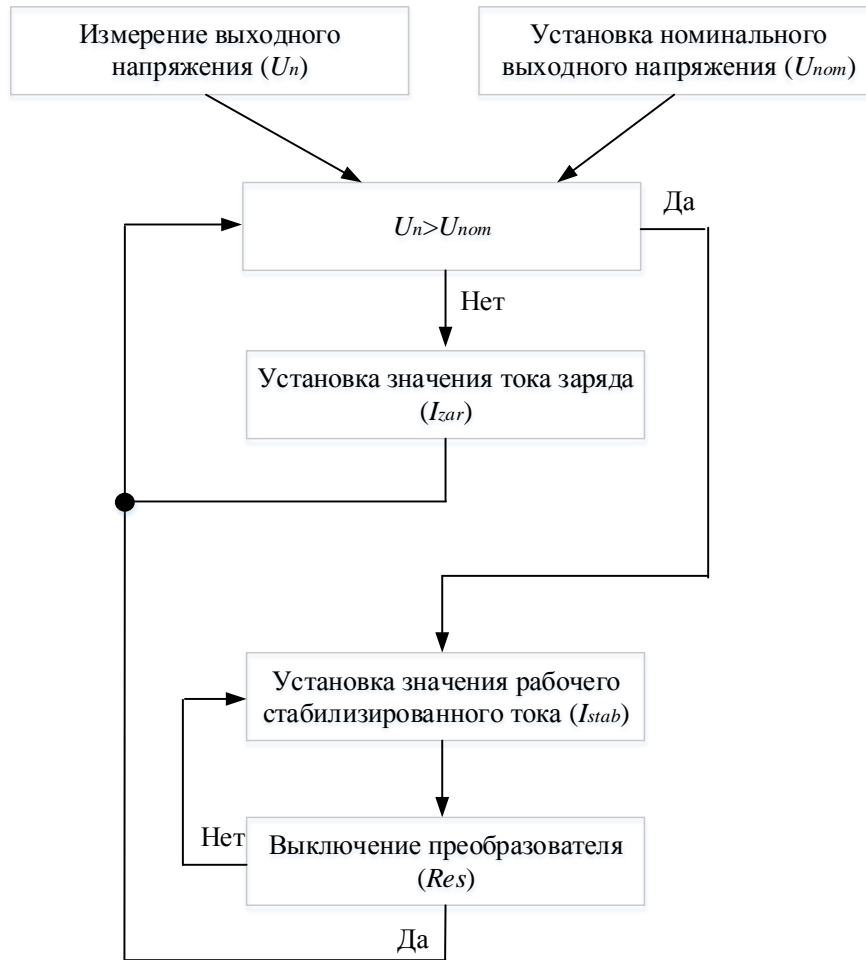 Измерение выходного
напряжения (Un)
Установка номинального
выходного напряжения (Unom)
Un>Unom
Да
Нет
Установка значения тока заряда
(Izar)
Установка значения рабочего
стабилизированного тока (Istab)
Нет
Выключение преобразователя
(Res)
Да